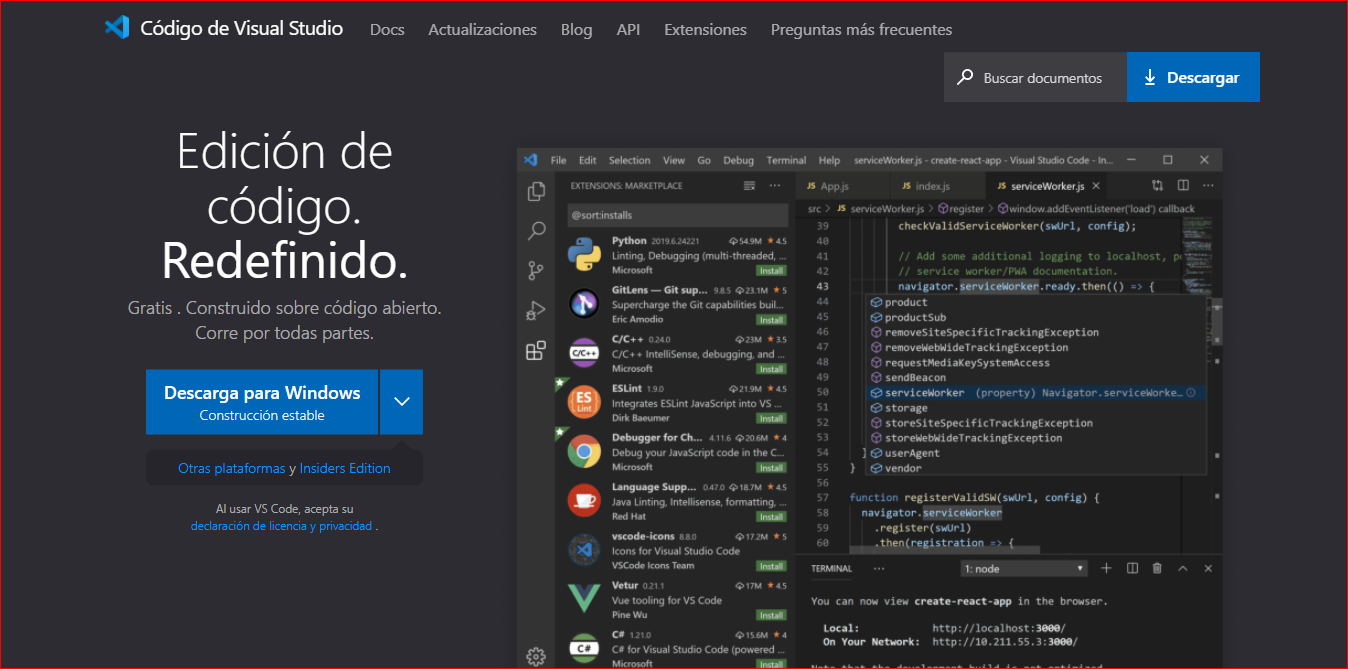 Código de Visual Studio
Docs
Actualizaciones
Blog
API
Extensiones
Preguntas más frecuentes
Buscar documentos
Descargar
Edición de
código.
Redefinido.
Gratis . Construido sobre código abierto.
Corre por todas partes.
Descarga para Windows
Construcción estable
Otras plataformas y Insiders Edition
Al usar VS Code, acepta su
declaración de licencia y privacidad .
File Edit Selection View Go Debug Terminal Help serviceWorker.js - create-react-app - Visual Studio Code - In...
EXTENSIONS: MARKETPLACE
@sort:installs
Python 2019.6.24221 54.9M 4.5
Linting, Debugging (multi-threaded, ...
Microsoft Install
GitLens — Git sup... 9.8.5 23.1M 5
Supercharge the Git capabilities buil...
Eric Amodio Install
C/C++
C/C++ 0.24.0 23M 3.5
C/C++ IntelliSense, debugging, and ...
Microsoft Install
ES
Lint
ESLint 1.9.0 21.9M 4.5
Integrates ESLint JavaScript into VS ...
Dirk Baeumer Install
Debugger for Ch... 4.11.6 20.6M 4
Debug your JavaScript code in the C...
Microsoft Install
Language Supp... 0.47.0 18.7M 4.5
Java Linting, Intellisense, formatting, ...
Red Hat Install
vscode-icons 8.8.0 17.2M 5
Icons for Visual Studio Code
VSCode Icons Team Install
Vetur 0.21.1 17M 4.5
Vue tooling for VS Code
Pine Wu Install
C#
C# 1.21.0 15.6M 4
C# for Visual Studio Code (powered ...
Microsoft Install
JS App.js
JS index.js
JS serviceWorker.js
src > JS serviceWorker.js > register > window.addEventListener('load') callback
39 checkValidServiceWorker(swUrl, config);
40
41 // Add some additional logging to localhost,
42 // service worker/PWA documentation.
43 navigator.serviceWorker.ready.then(() => {
44 product
45 productSub
46 removeSiteSpecificTrackingException
47 removeWebWideTrackingException
48 requestMediaKeySystemAccess
49 sendBeacon
50 serviceWorker (property) Navigator.serviceWorke...
51 storage
52 storeSiteSpecificTrackingException
53 storeWebWideTrackingException
54 userAgent
55 } vendor
56
57 function registerValidSW(swUrl, config) {
58 navigator.serviceWorker
59 .register(swUrl)
60 .then(registration => {
TERMINAL ... 1: node
You can now view create-react-app in the browser.
Local: http://localhost:3000/
On Your Network: http://10.211.55.3:3000/
Note that the development build is not optimized.